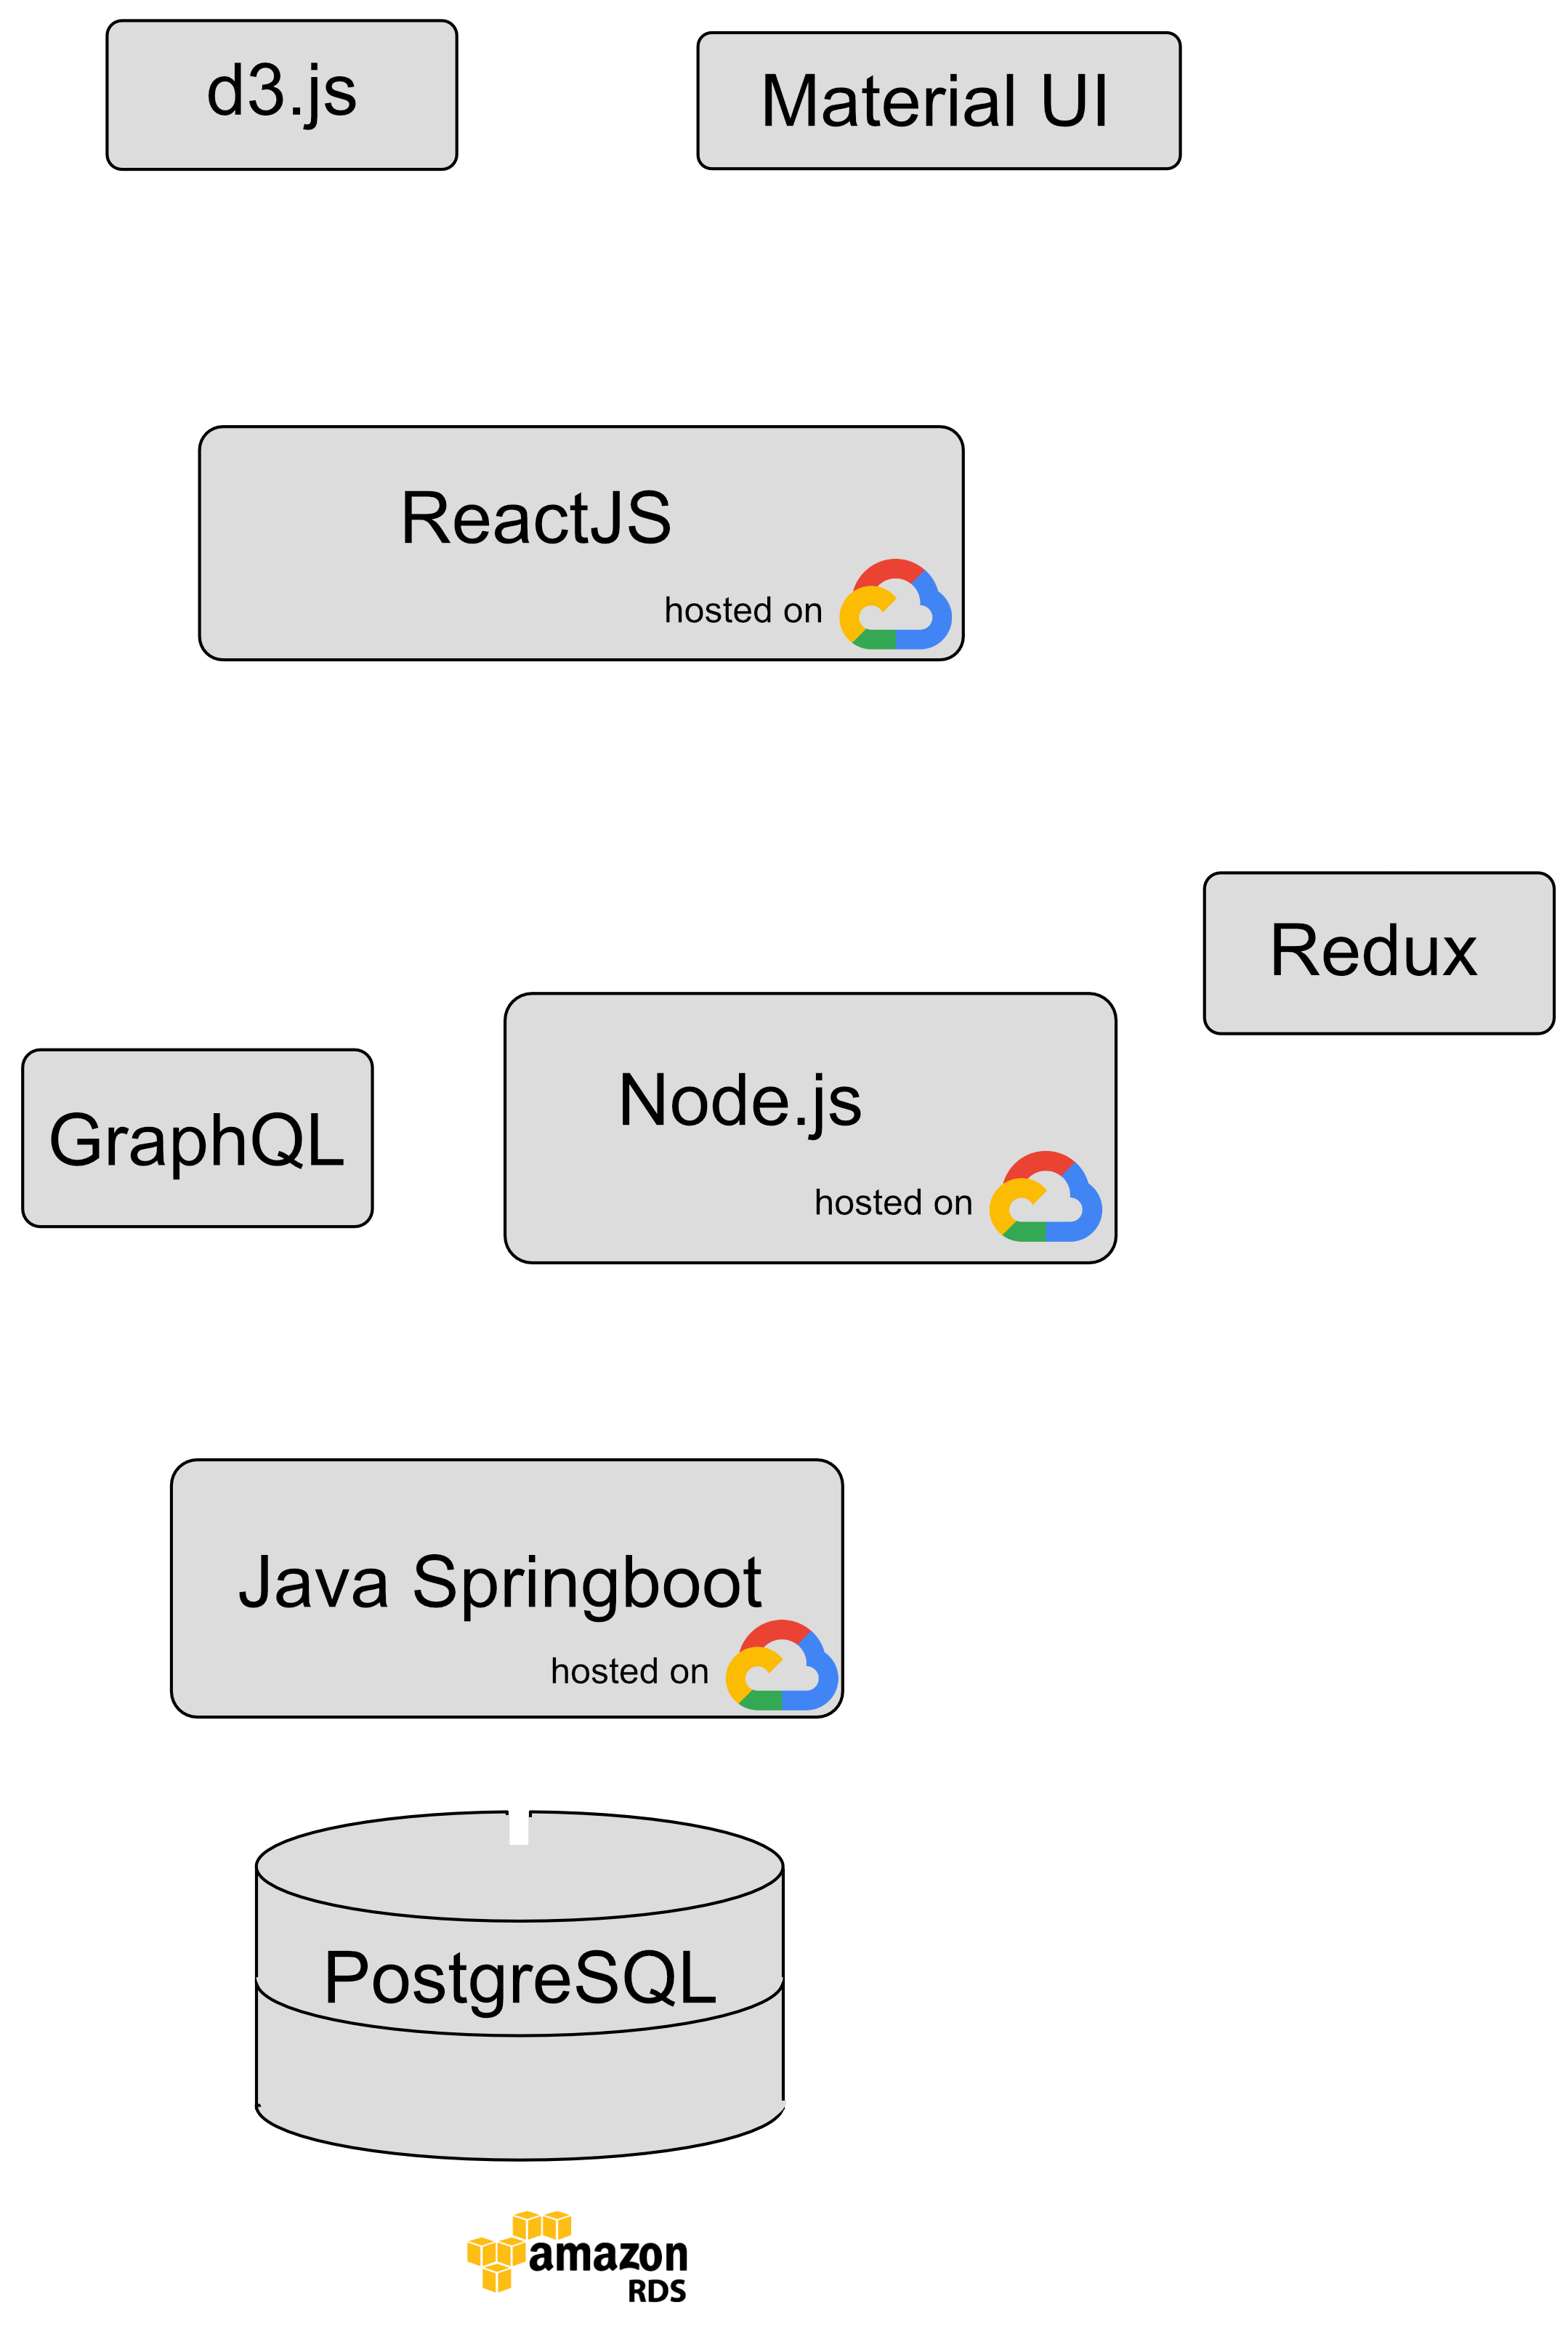 d3.js
Material UI
ReactJS
hosted on
Redux
Node.js
GraphQL
hosted on
Java Springboot
hosted on
PostgreSQL
amazon
RDS